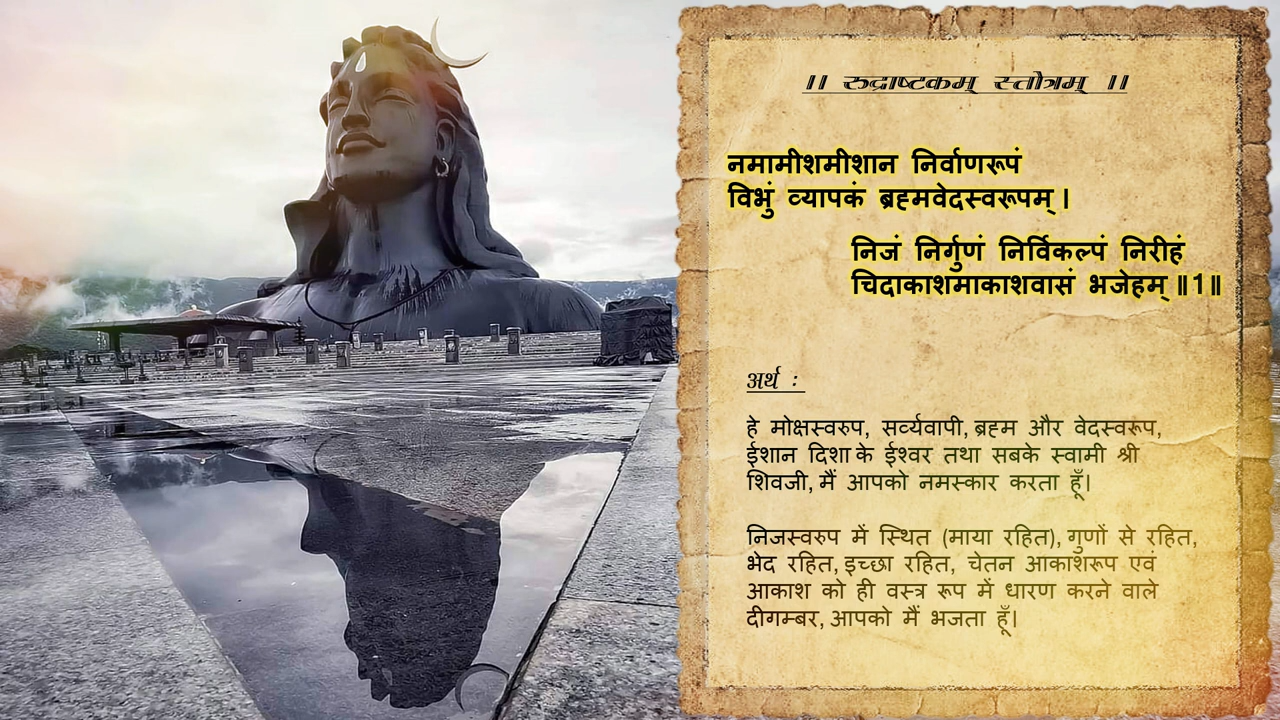 ।। रुद्राष्टकम् स्तोत्रम् ।।
नमामीशमीशान निर्वाणरूपं
विभुं व्यापकं ब्रह्मवेदस्वरूपम् ।
निजं निर्गुणं निर्विकल्पं निरीहं
चिदाकाशमाकाशवासं भजेहम् ॥1॥
अर्थ :
हे मोक्षस्वरुप, सर्व्यवापी, ब्रह्म और वेदस्वरूप,
ईशान दिशा के ईश्वर तथा सबके स्वामी श्री
शिवजी, मैं आपको नमस्कार करता हूँ।
निजस्वरुप में स्थित (माया रहित), गुणों से रहित,
भेद रहित, इच्छा रहित, चेतन आकाशरूप एवं
आकाश को ही वस्त्र रूप में धारण करने वाले
दीगम्बर, आपको मैं भजता हूँ।